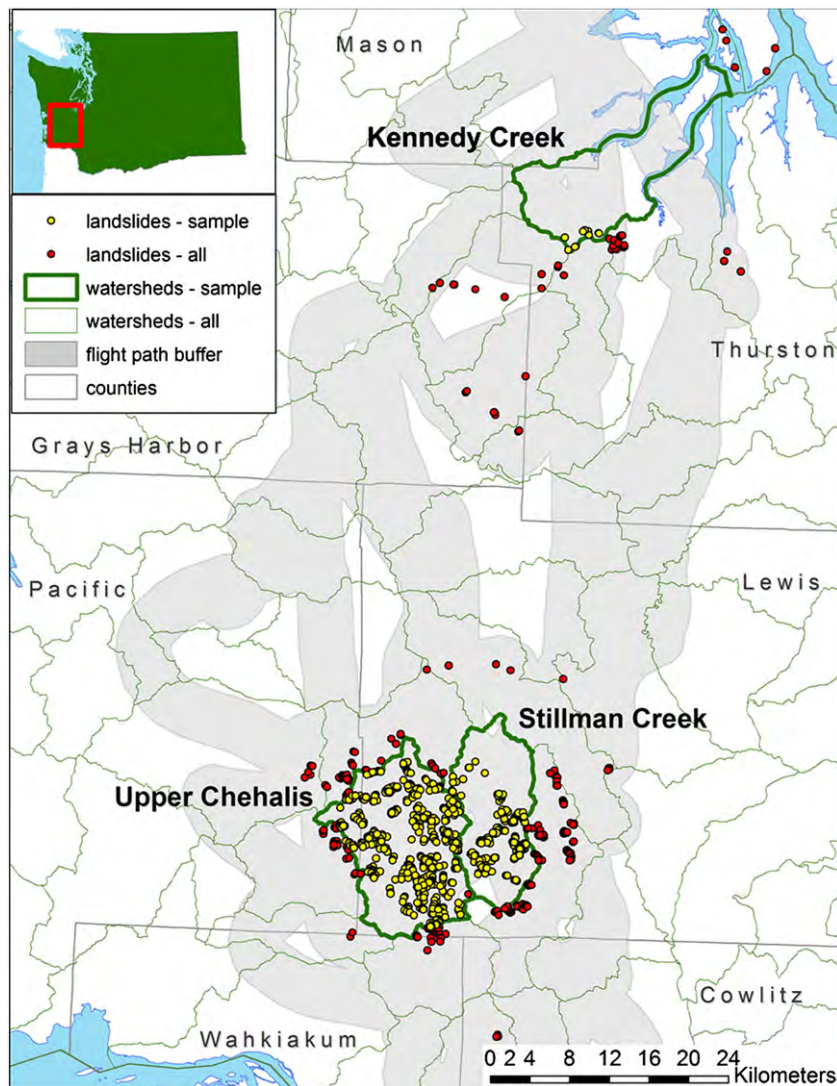 Mason
Kennedy Creek
landslides - sample
landslides - all
watersheds - sample
watersheds - all
flight path buffer
counties
Thurston
Grays Harbor
Pacific
Lewis
Stillman Creek
Upper Chehalis
Cowlitz
Wahkiakum
0 2 4 8 12 16 20 24
Kilometers